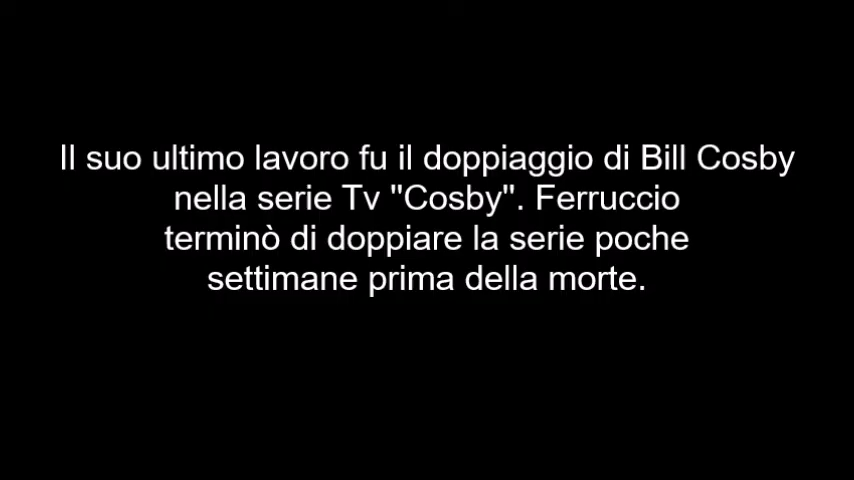 Il suo ultimo lavoro fu il doppiaggio di Bill Cosby
nella serie Tv "Cosby". Ferruccio
terminò di doppiare la serie poche
settimane prima della morte.